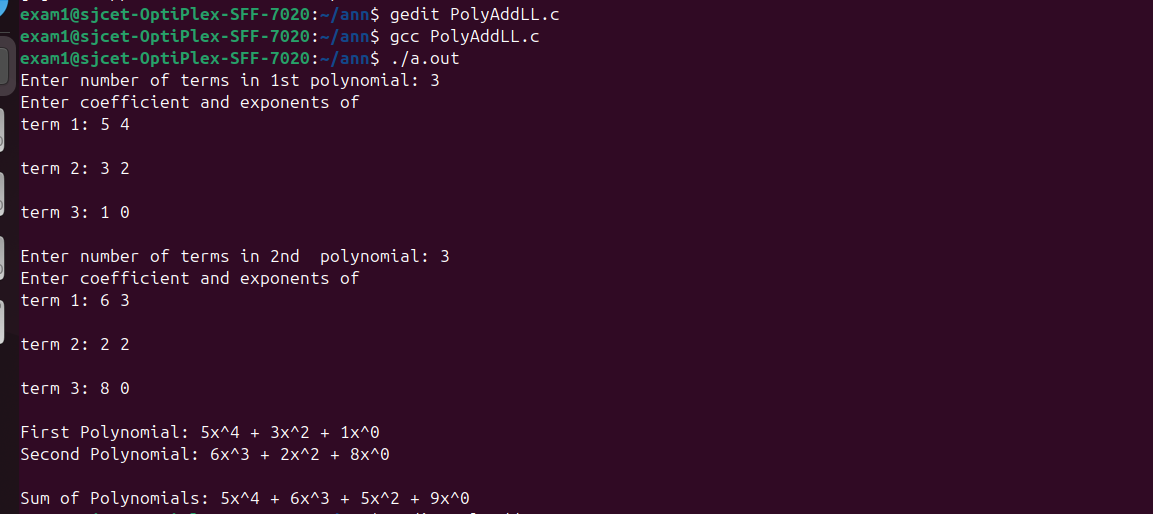 exam1@sjcet-OptiPlex-SFF-7020:~/ann$ gedit PolyAddLL.c
exam1@sjcet-OptiPlex-SFF-7020:~/ann$ gcc PolyAddLL.c
exam1@sjcet-OptiPlex-SFF-7020:~/ann$ ./a.out
Enter number of terms in 1st polynomial: 3
Enter coefficient and exponents of
term 1: 5 4
term 2: 3 2
term 3: 1 0
Enter number of terms in 2nd  polynomial: 3
Enter coefficient and exponents of
term 1: 6 3
term 2: 2 2
term 3: 8 0
First Polynomial: 5x^4 + 3x^2 + 1x^0
Second Polynomial: 6x^3 + 2x^2 + 8x^0
Sum of Polynomials: 5x^4 + 6x^3 + 5x^2 + 9x^0